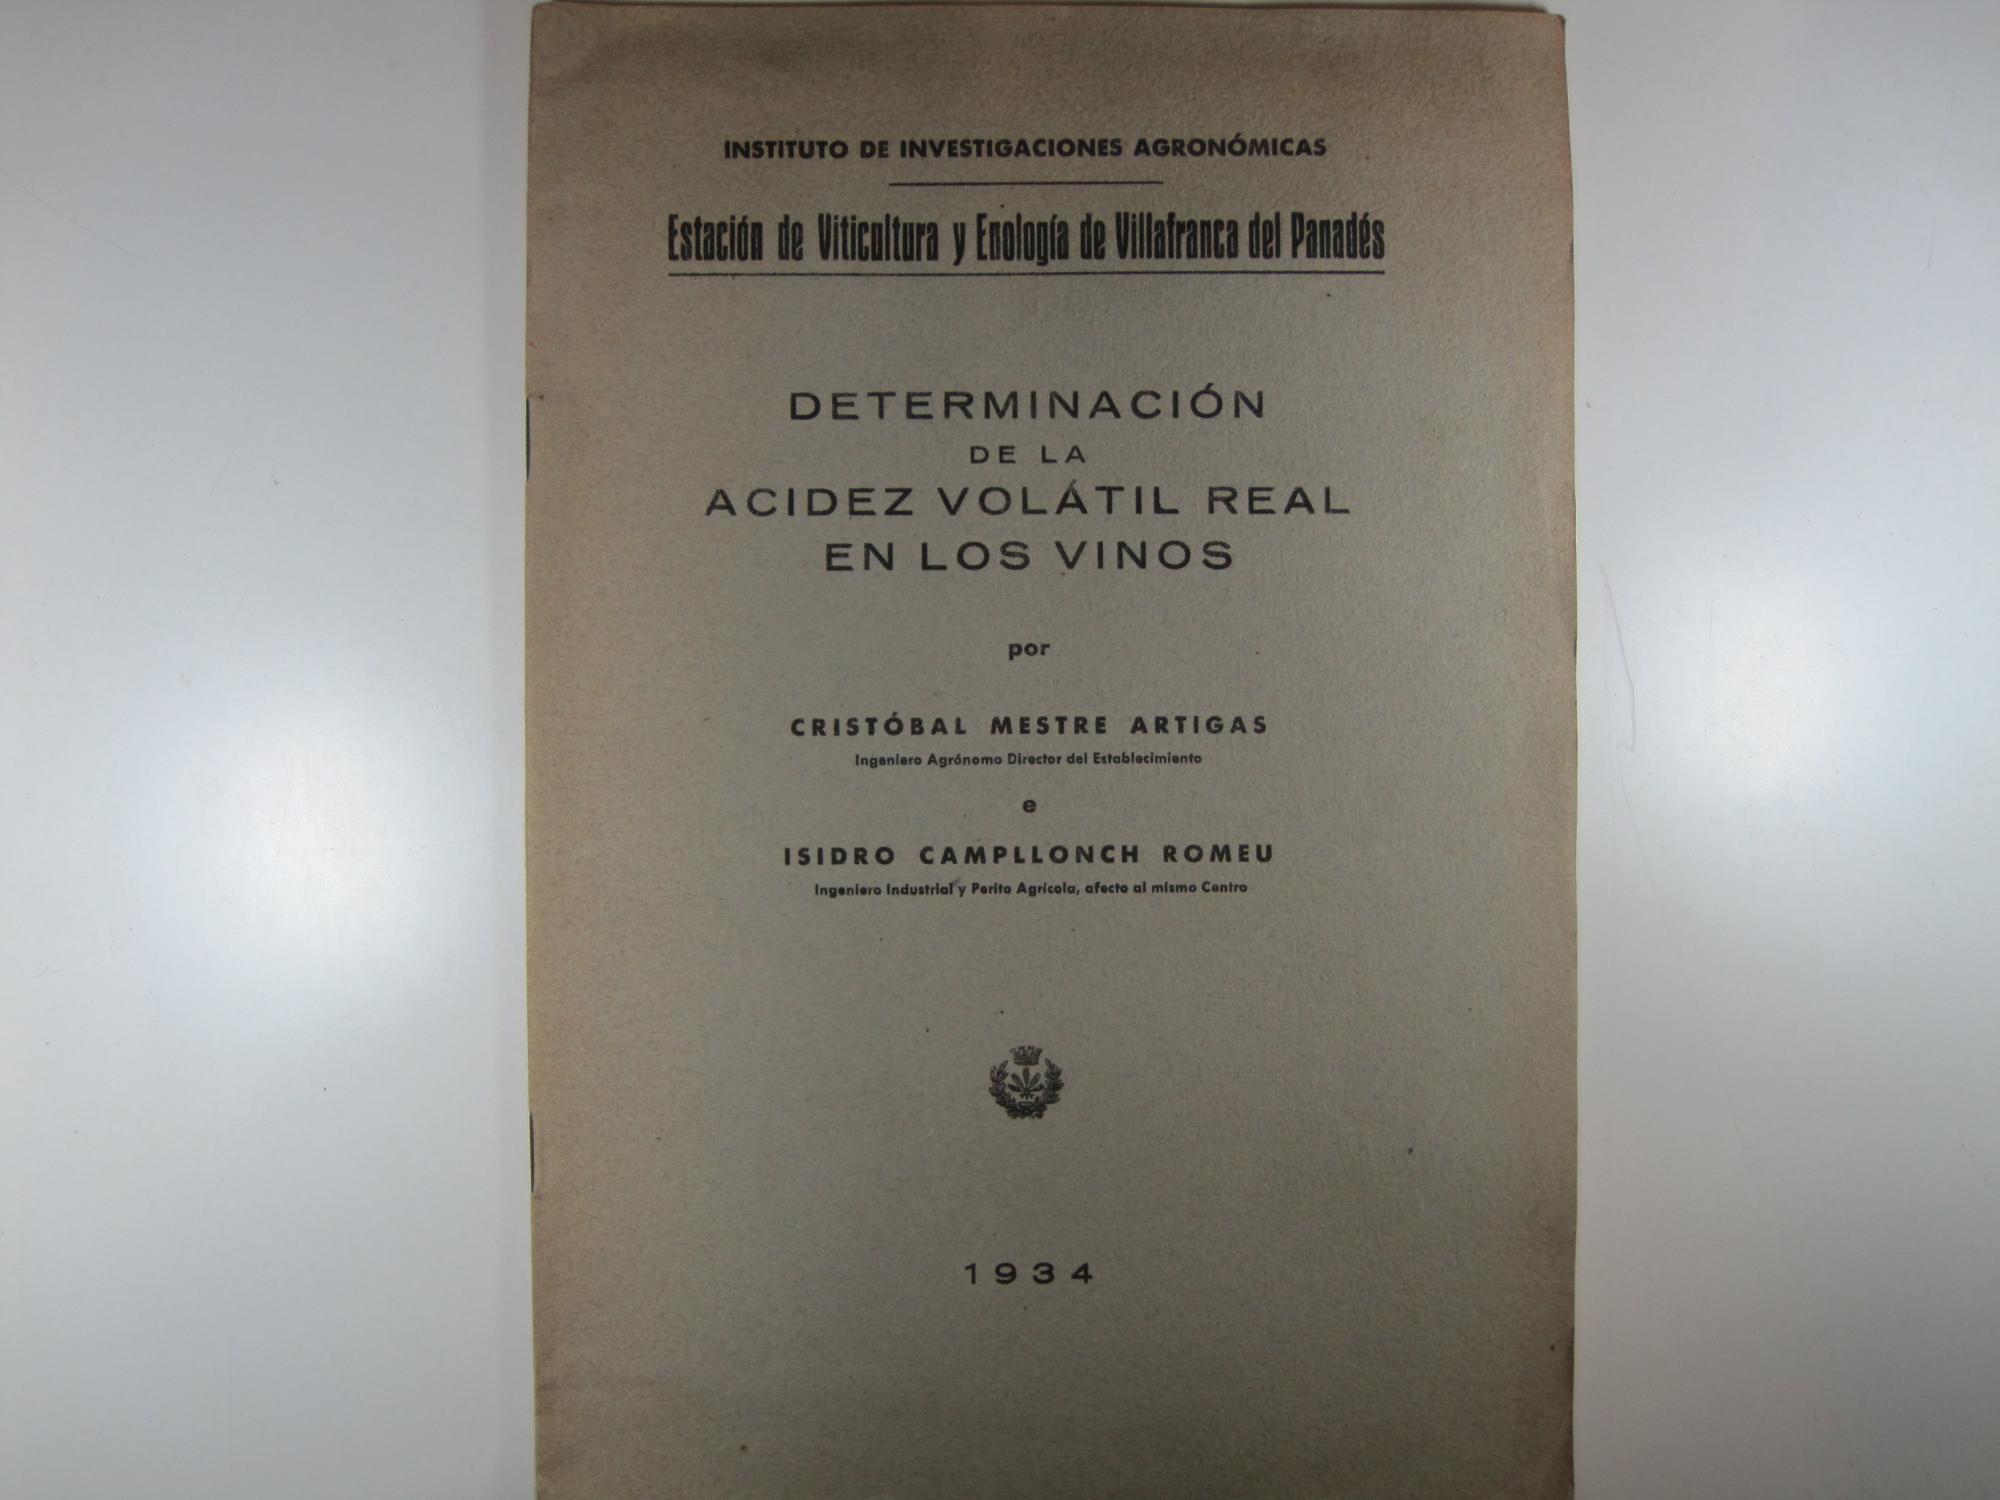 INSTITUTO DE INVESTIGACIONES AGRONÓMICAS
Estación de Viticultura y Enología de Villafranca del Panadés
DETERMINACIÓN
DE LA
ACIDEZ VOLÁTIL REAL
EN LOS VINOS
por
CRISTÓBAL MESTRE ARTIGAS
Ingeniero Agrónomo Director del Establecimiento
e
ISIDRO CAMPLLONCH ROMEU
Ingeniero Industrial y Perito Agrícola, afecto al mismo Centro
1934